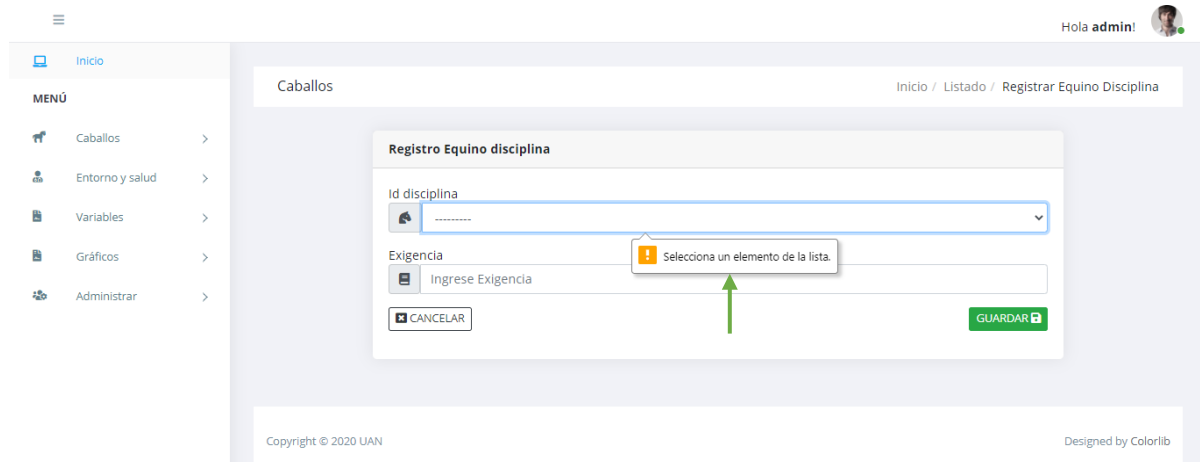 Hola admin!
Inicio
MENÚ
Caballos
Entorno y salud
Variables
Gráficos
Administrar
Caballos
Inicio / Listado / Registrar Equino Disciplina
Registro Equino disciplina
Id disciplina
---------
Selecciona un elemento de la lista.
Exigencia
Ingrese Exigencia
CANCELAR
GUARDAR
Copyright © 2020 UAN
Designed by Colorlib